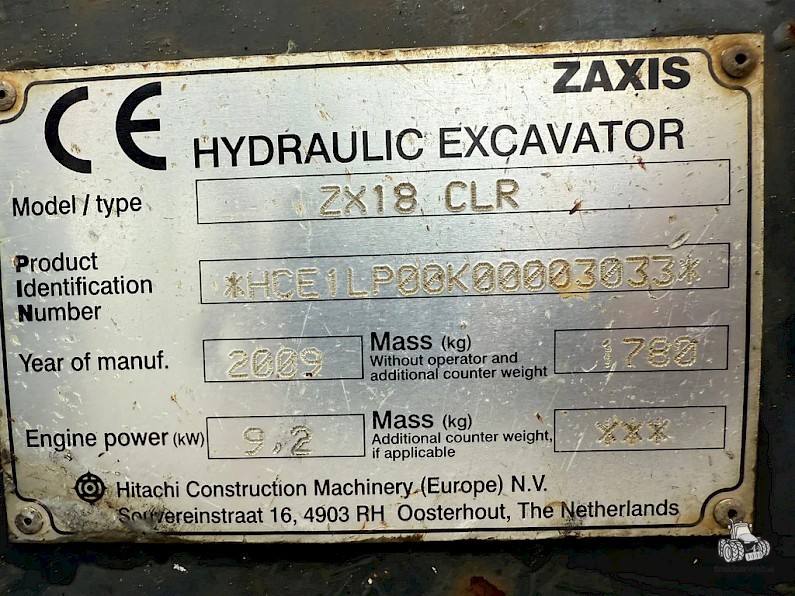 CE
ZAXIS
HYDRAULIC EXCAVATOR
Model / type ZX18 CLR
Product
Identification
Number
*HCE1LP00K00003033*
Year of manuf. 2009
Mass (kg)
Without operator and
additional counter weight
1780
Engine power (kW) 9,2
Mass (kg)
Additional counter weight,
if applicable
***
Hitachi Construction Machinery (Europe) N.V.
Souvereinstraat 16, 4903 RH Oosterhout, The Netherlands